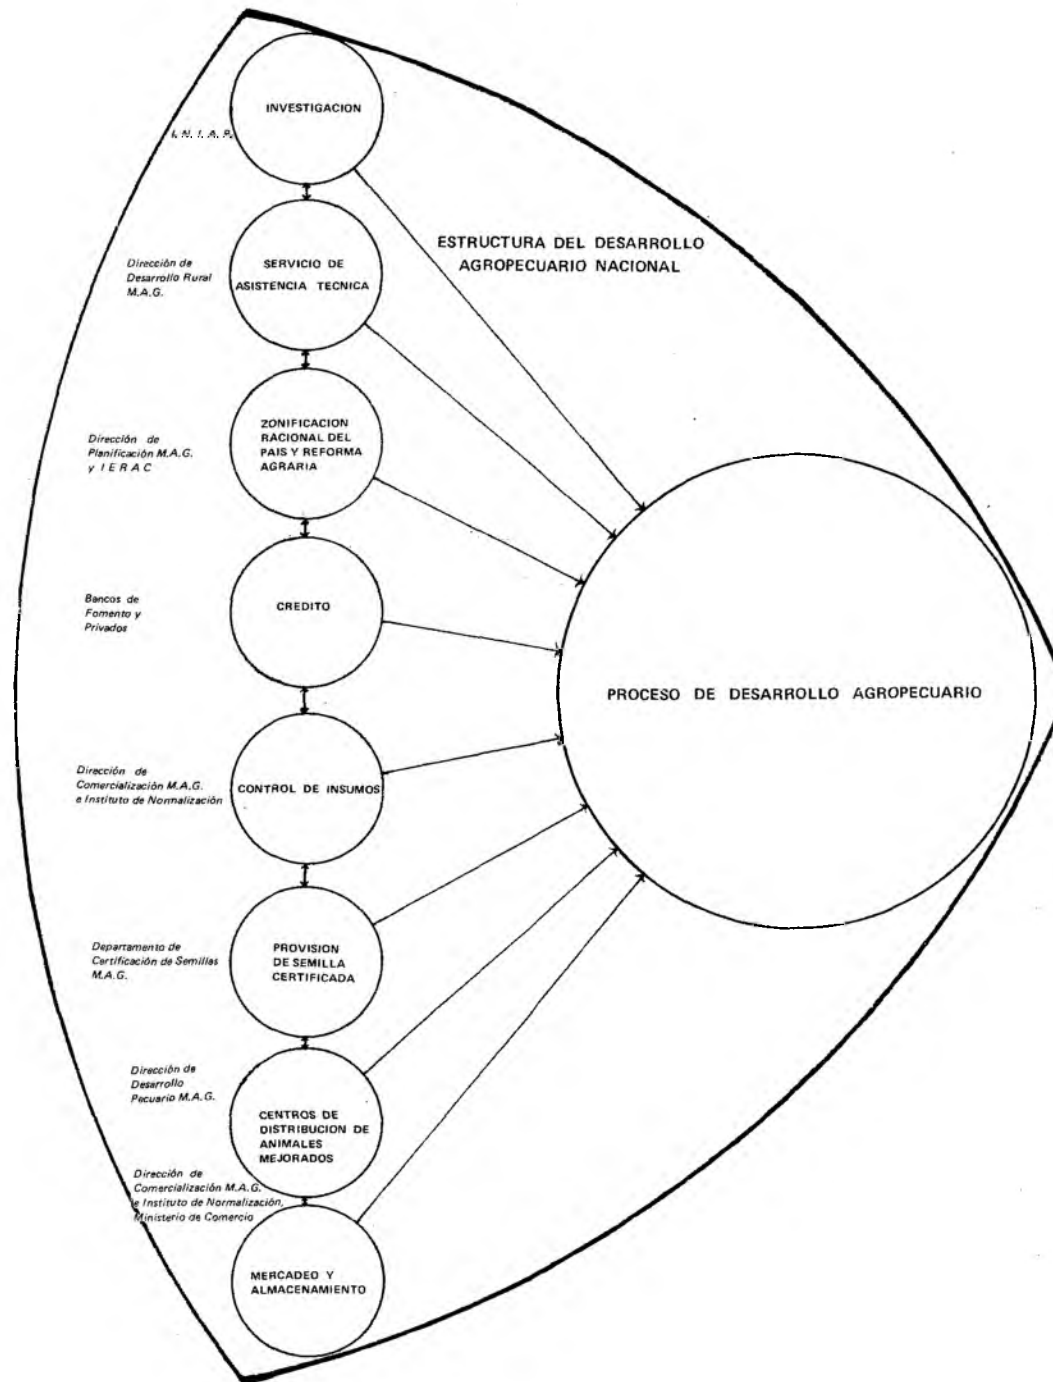 INVESTIGACION
I. N. I. A. P.
ESTRUCTURA DEL DESARROLLO
AGROPECUARIO NACIONAL
Dirección de
Desarrollo Rural
M.A.G.
SERVICIO DE
ASISTENCIA TECNICA
Dirección de
Planificación M.A.G.
y I E R A C
ZONIFICACION
RACIONAL DEL
PAIS Y REFORMA
AGRARIA
Bancos de
Fomento y
Privados
CREDITO
PROCESO DE DESARROLLO AGROPECUARIO
Dirección de
Comercialización M.A.G.
e Instituto de Normalización
CONTROL DE INSUMOS
Departamento de
Certificación de Semillas
M.A.G.
PROVISION
DE SEMILLA
CERTIFICADA
Dirección de
Desarrollo
Pecuario M.A.G.
CENTROS DE
DISTRIBUCION DE
ANIMALES
MEJORADOS
Dirección de
Comercialización M.A.G.
e Instituto de Normalización,
Ministerio de Comercio
MERCADEO Y
ALMACENAMIENTO